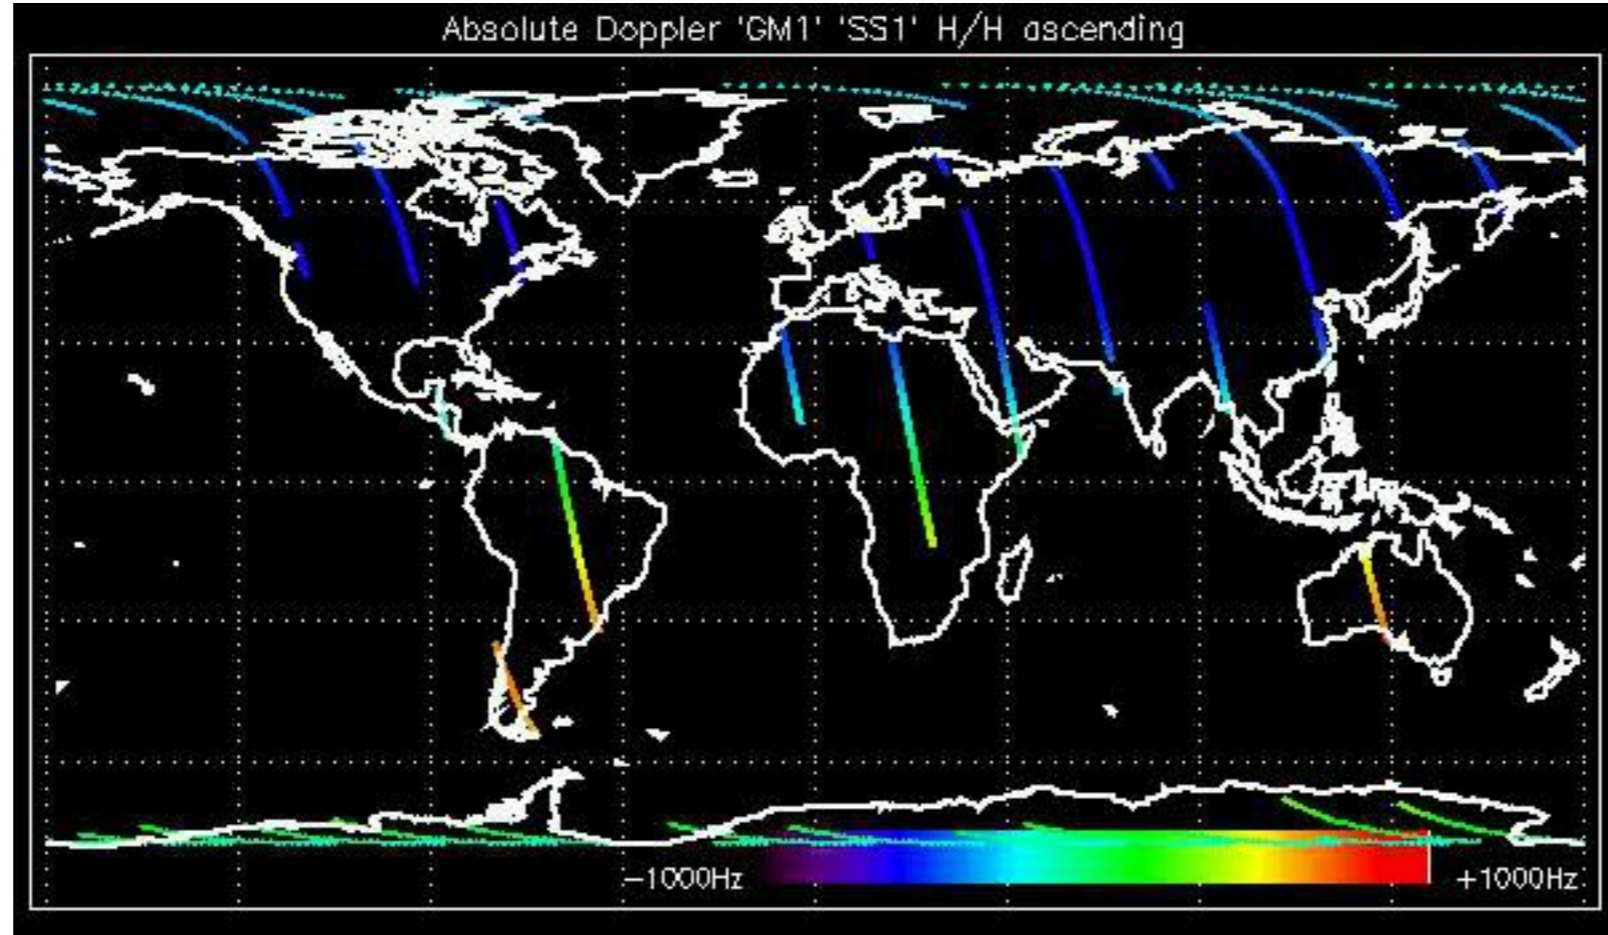 Absolute Doppler 'GM1' 'SS1' H/H ascending
-1000Hz +1000Hz